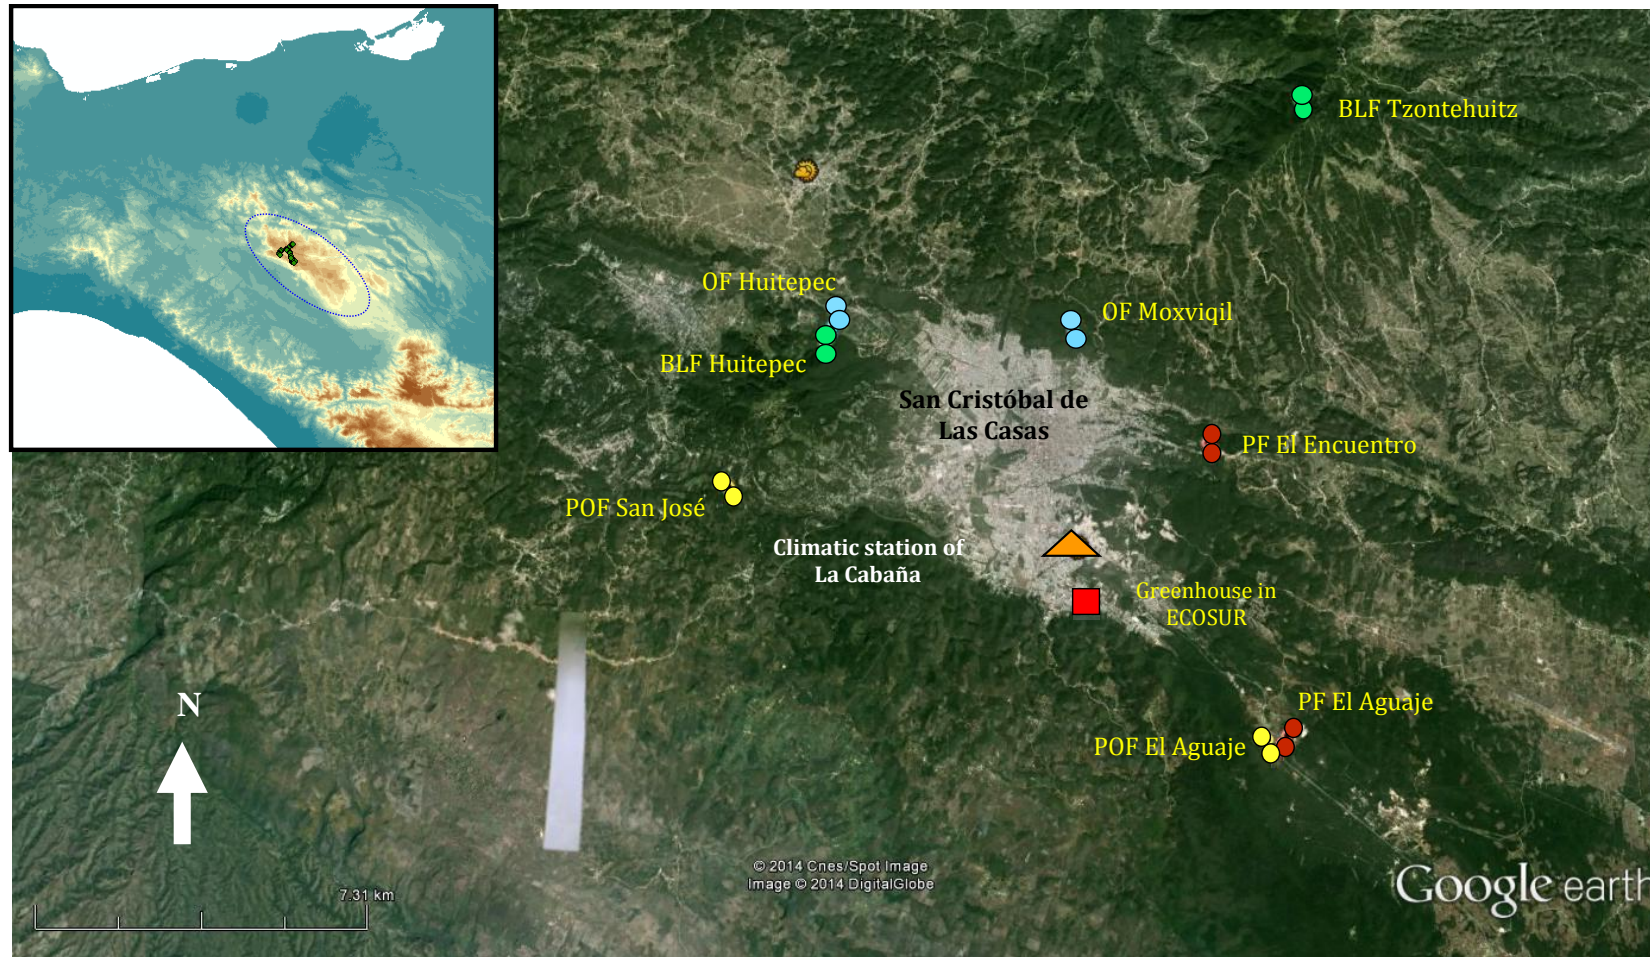 BLF Tzontehuitz
OF Huitepec
OF Moxviqil
BLF Huitepec
San Cristóbal de
Las Casas
PF El Encuentro
POF San José
Climatic station of
La Cabaña
Greenhouse in
ECOSUR
N
PF El Aguaje
POF El Aguaje
7.31 km
© 2014 Cnes/Spot Image
Image © 2014 DigitalGlobe
Google earth